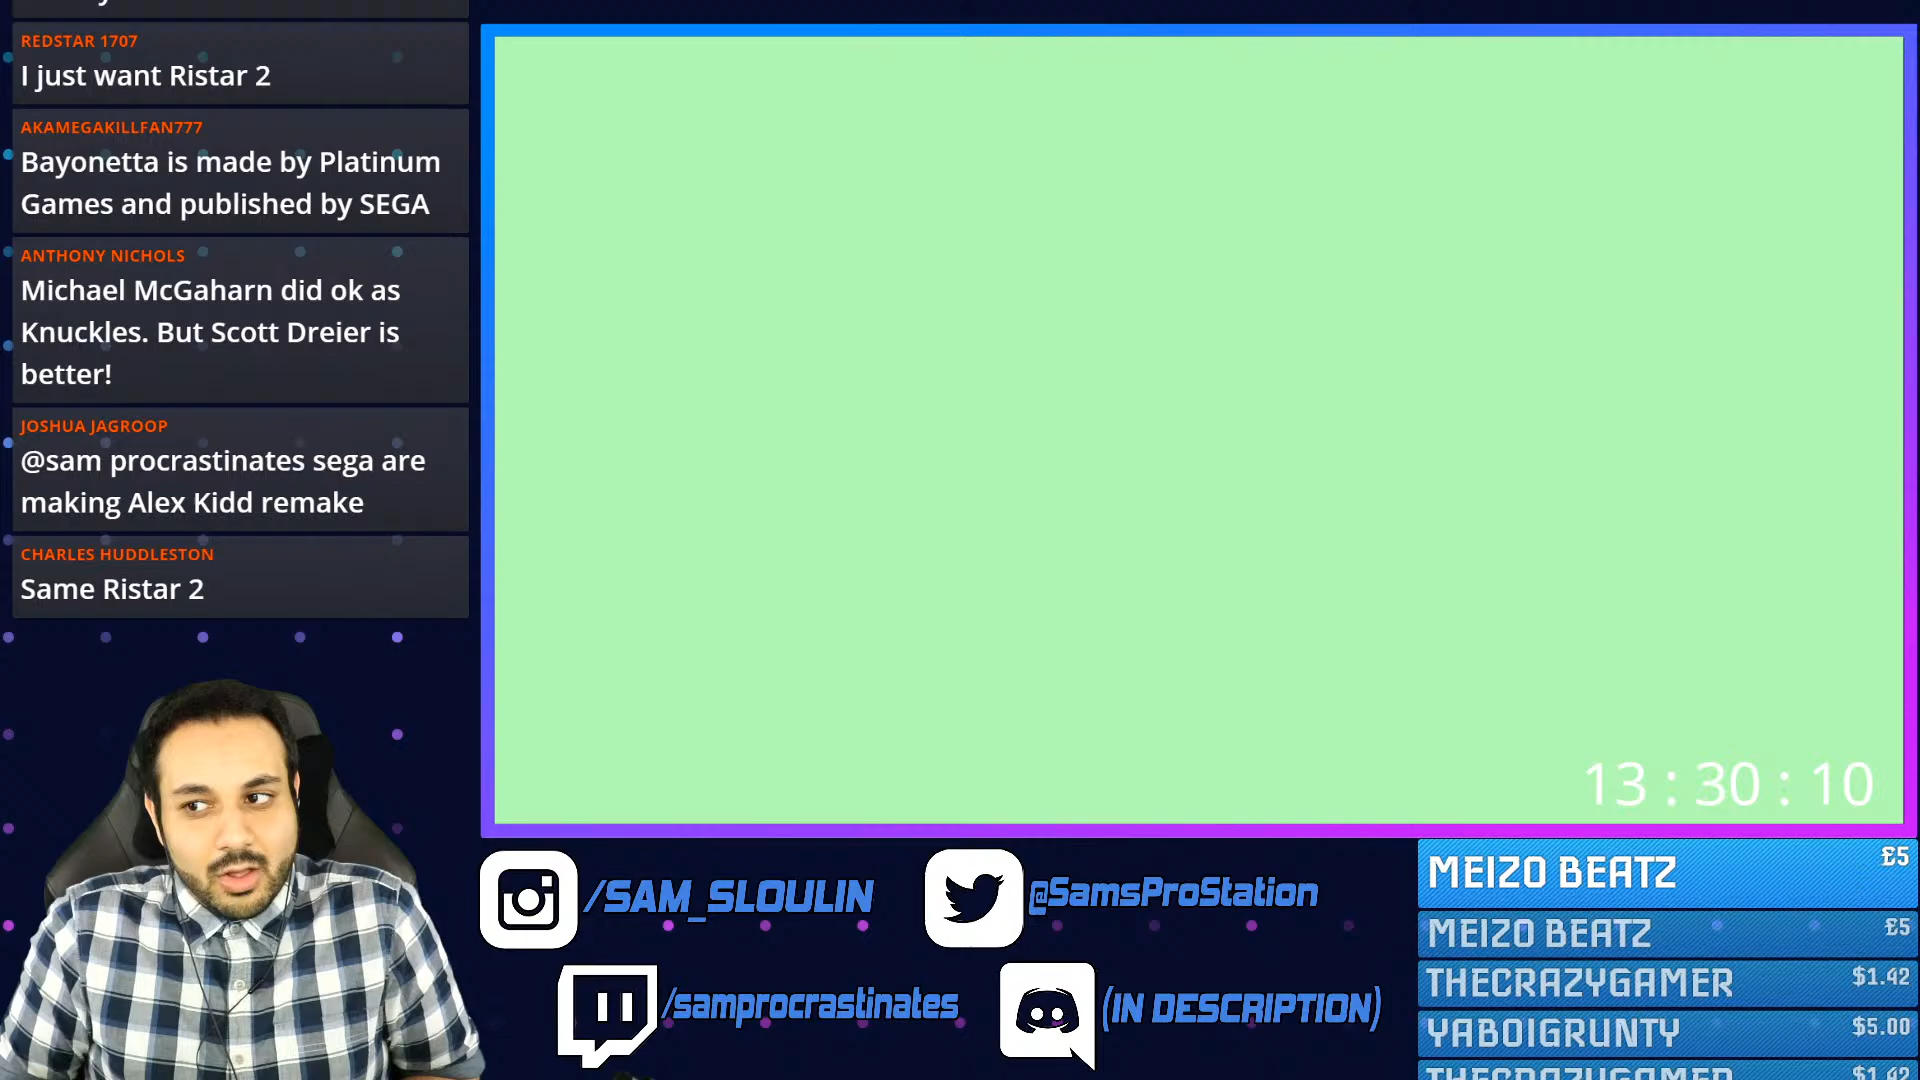 REDSTAR 1707
I just want Ristar 2
AKAMEGAKILLFAN777
Bayonetta is made by Platinum
Games and published by SEGA
ANTHONY NICHOLS
Michael McGaharn did ok as
Knuckles. But Scott Dreier is
better!
JOSHUA JAGROOP
@sam procrastinates sega are
making Alex Kidd remake
CHARLES HUDDLESTON
Same Ristar 2
13 : 30 : 10
/SAM_SLOULIN
@SamsProStation
/samprocrastinates
(IN DESCRIPTION)
MEIZO BEATZ £5
MEIZO BEATZ £5
THECRAZYGAMER $1.42
YABOIGRUNTY $5.00
THECRAZYGAMER $1.42